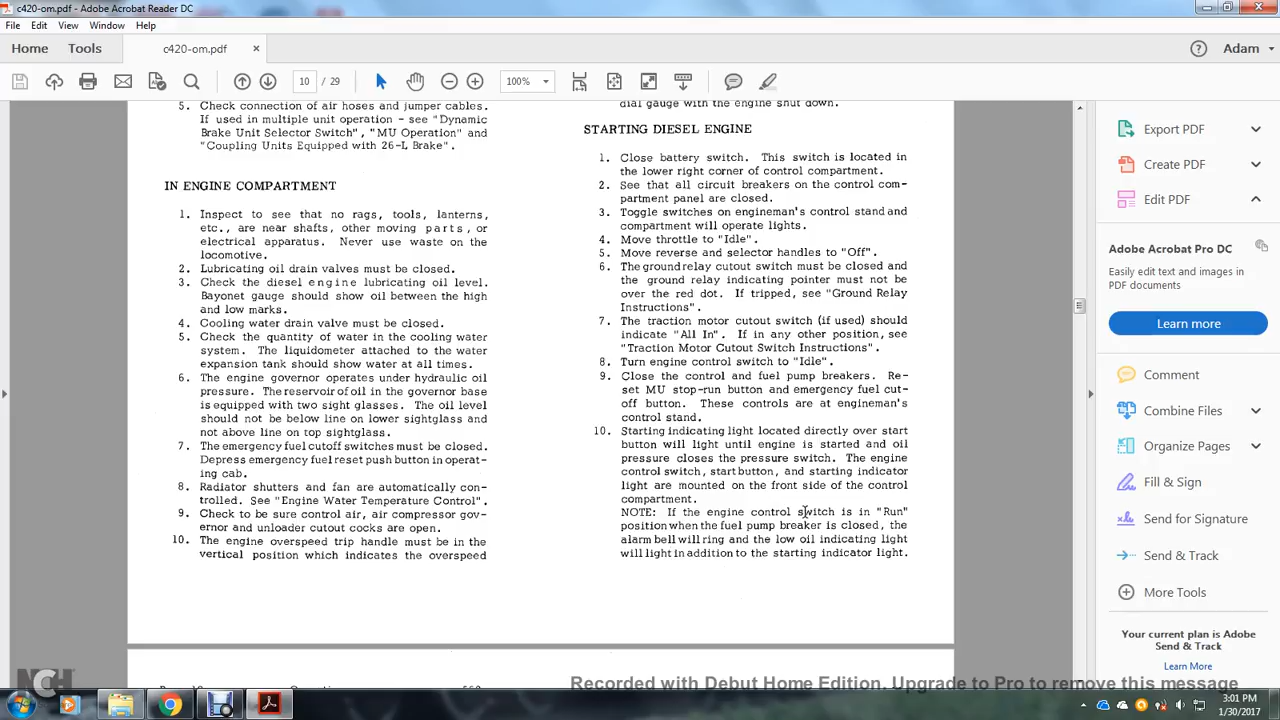 c420-om.pdf - Adobe Acrobat Reader DC
File Edit View Window Help
Home Tools c420-om.pdf × Adam
10 / 29 100%
5. Check connection of air hoses and jumper cables.
If used in multiple unit operation - see "Dynamic
Brake Unit Selector Switch", "MU Operation" and
"Coupling Units Equipped with 26-L Brake".
IN ENGINE COMPARTMENT
1. Inspect to see that no rags, tools, lanterns,
etc., are near shafts, other moving parts, or
electrical apparatus. Never use waste on the
locomotive.
2. Lubricating oil drain valves must be closed.
3. Check the diesel engine lubricating oil level.
Bayonet gauge should show oil between the high
and low marks.
4. Cooling water drain valve must be closed.
5. Check the quantity of water in the cooling water
system. The liquidometer attached to the water
expansion tank should show water at all times.
6. The engine governor operates under hydraulic oil
pressure. The reservoir of oil in the governor base
is equipped with two sight glasses. The oil level
should not be below line on lower sightglass and
not above line on top sightglass.
7. The emergency fuel cutoff switches must be closed.
Depress emergency fuel reset push button in operat-
ing cab.
8. Radiator shutters and fan are automatically con-
trolled. See "Engine Water Temperature Control".
9. Check to be sure control air, air compressor gov-
ernor and unloader cutout cocks are open.
10. The engine overspeed trip handle must be in the
vertical position which indicates the overspeed
dial gauge with the engine shut down.
STARTING DIESEL ENGINE
1. Close battery switch. This switch is located in
the lower right corner of control compartment.
2. See that all circuit breakers on the control com-
partment panel are closed.
3. Toggle switches on engineman's control stand and
compartment will operate lights.
4. Move throttle to "Idle".
5. Move reverse and selector handles to "Off".
6. The ground relay cutout switch must be closed and
the ground relay indicating pointer must not be
over the red dot. If tripped, see "Ground Relay
Instructions".
7. The traction motor cutout switch (if used) should
indicate "All In". If in any other position, see
"Traction Motor Cutout Switch Instructions".
8. Turn engine control switch to "Idle".
9. Close the control and fuel pump breakers. Re-
set MU stop-run button and emergency fuel cut-
off button. These controls are at engineman's
control stand.
10. Starting indicating light located directly over start
button will light until engine is started and oil
pressure closes the pressure switch. The engine
control switch, start button, and starting indicator
light are mounted on the front side of the control
compartment.
NOTE: If the engine control switch is in "Run"
position when the fuel pump breaker is closed, the
alarm bell will ring and the low oil indicating light
will light in addition to the starting indicator light.
Export PDF
Create PDF
Edit PDF
Adobe Acrobat Pro DC
Easily edit text and images in
PDF documents
Learn more
Comment
Combine Files
Organize Pages
Fill & Sign
Send for Signature
Send & Track
More Tools
Your current plan is Adobe
Send & Track
Learn More
NCH
Recorded with Debut Home Edition. Upgrade to Pro to remove this message
3:01 PM
1/30/2017